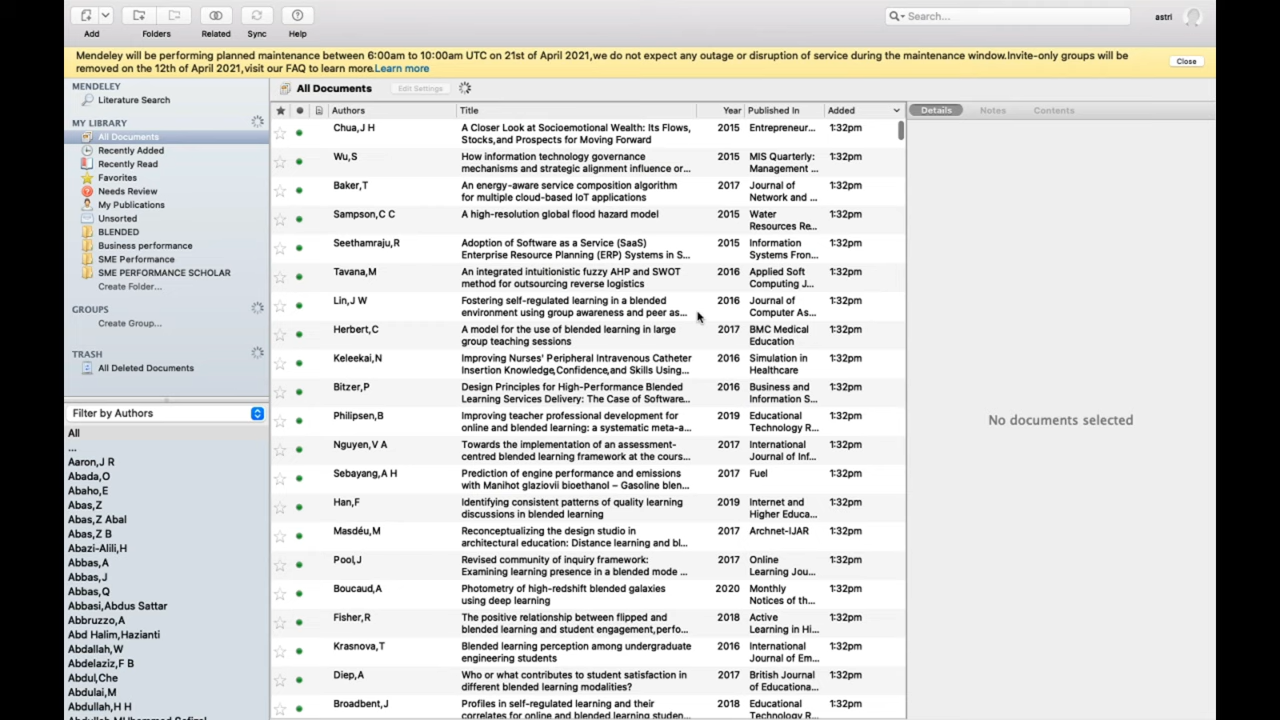 Search...
astri
Add
Folders
Related
Sync
Help
Mendeley will be performing planned maintenance between 6:00am to 10:00am UTC on 21st of April 2021,we do not expect any outage or disruption of service during the maintenance window.Invite-only groups will be
removed on the 12th of April 2021,visit our FAQ to learn more.Learn more
Close
MENDELEY
Literature Search
MY LIBRARY
All Documents
Recently Added
Recently Read
Favorites
Needs Review
My Publications
Unsorted
BLENDED
Business performance
SME Performance
SME PERFORMANCE SCHOLAR
Create Folder...
GROUPS
Create Group...
TRASH
All Deleted Documents
Filter by Authors
All
...
Aaron,J R
Abada,O
Abaho,E
Abas,Z
Abas,Z Abal
Abas,Z B
Abazi-Alili,H
Abbas,A
Abbas,J
Abbas,Q
Abbasi,Abdus Sattar
Abbruzzo,A
Abd Halim,Hazianti
Abdallah,W
Abdelaziz,F B
Abdul,Che
Abdulai,M
Abdullah,H H
All Documents
Edit Settings
Authors Title Year Published In Added
Chua,J H A Closer Look at Socioemotional Wealth: Its Flows, 2015 Entrepreneur... 1:32pm
Stocks,and Prospects for Moving Forward
Wu,S How information technology governance 2015 MIS Quarterly: 1:32pm
mechanisms and strategic alignment influence or... Management ...
Baker,T An energy-aware service composition algorithm 2017 Journal of 1:32pm
for multiple cloud-based IoT applications Network and ...
Sampson,C C A high-resolution global flood hazard model 2015 Water 1:32pm
Resources Re...
Seethamraju,R Adoption of Software as a Service (SaaS) 2015 Information 1:32pm
Enterprise Resource Planning (ERP) Systems in S... Systems Fron...
Tavana,M An integrated intuitionistic fuzzy AHP and SWOT 2016 Applied Soft 1:32pm
method for outsourcing reverse logistics Computing J...
Lin,J W Fostering self-regulated learning in a blended 2016 Journal of 1:32pm
environment using group awareness and peer as... Computer As...
Herbert,C A model for the use of blended learning in large 2017 BMC Medical 1:32pm
group teaching sessions Education
Keleekai,N Improving Nurses' Peripheral Intravenous Catheter 2016 Simulation in 1:32pm
Insertion Knowledge,Confidence,and Skills Using... Healthcare
Bitzer,P Design Principles for High-Performance Blended 2016 Business and 1:32pm
Learning Services Delivery: The Case of Software... Information S...
Philipsen,B Improving teacher professional development for 2019 Educational 1:32pm
online and blended learning: a systematic meta-a... Technology R...
Nguyen,V A Towards the implementation of an assessment- 2017 International 1:32pm
centred blended learning framework at the cours... Journal of Inf...
Sebayang,A H Prediction of engine performance and emissions 2017 Fuel 1:32pm
with Manihot glaziovii bioethanol − Gasoline blen...
Han,F Identifying consistent patterns of quality learning 2019 Internet and 1:32pm
discussions in blended learning Higher Educa...
Masdéu,M Reconceptualizing the design studio in 2017 Archnet-IJAR 1:32pm
architectural education: Distance learning and bl...
Pool,J Revised community of inquiry framework: 2017 Online 1:32pm
Examining learning presence in a blended mode ... Learning Jou...
Boucaud,A Photometry of high-redshift blended galaxies 2020 Monthly 1:32pm
using deep learning Notices of th...
Fisher,R The positive relationship between flipped and 2018 Active 1:32pm
blended learning and student engagement,perfo... Learning in Hi...
Krasnova,T Blended learning perception among undergraduate 2016 International 1:32pm
engineering students Journal of Em...
Diep,A Who or what contributes to student satisfaction in 2017 British Journal 1:32pm
different blended learning modalities? of Educationa...
Broadbent,J Profiles in self-regulated learning and their 2018 Educational 1:32pm
correlates for online and blended learning studen... Technology R...
Details Notes Contents
No documents selected